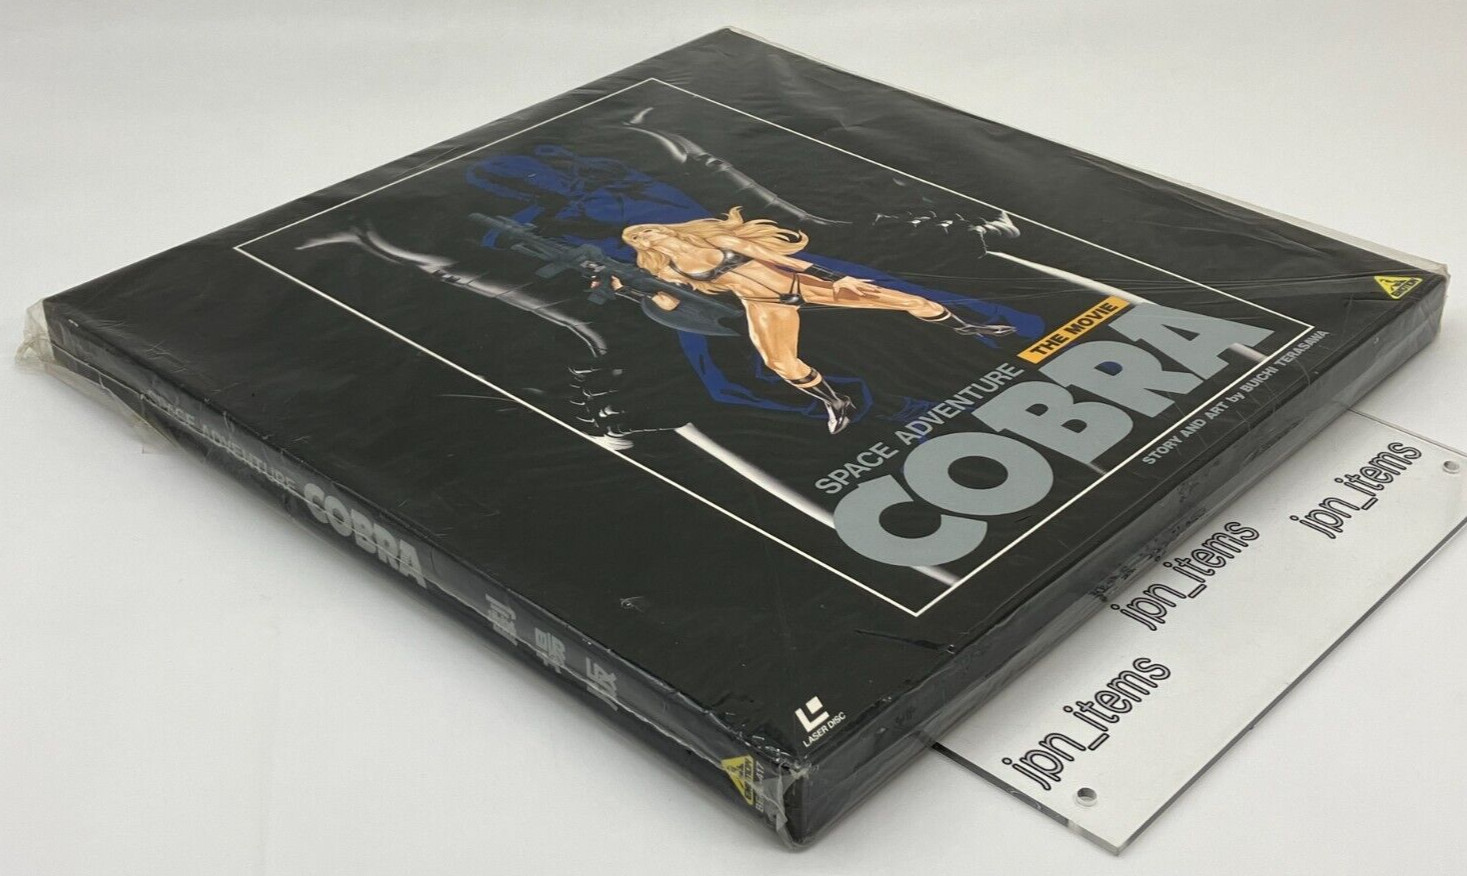 THE MOVIE
SPACE ADVENTURE
COBRA
STORY AND ART by BUICHI TERASAWA
LASER DISC
SPACE ADVENTURE COBRA
jpn_items
jpn_items
jpn_items